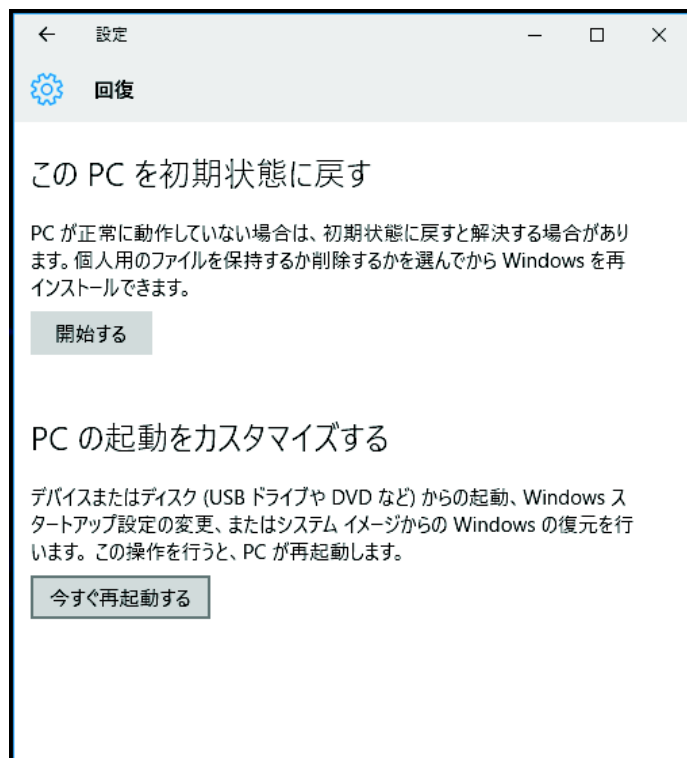 設定
回復
この PC を初期状態に戻す
PC が正常に動作していない場合は、初期状態に戻すと解決する場合があり
ます。個人用のファイルを保持するか削除するかを選んでから Windows を再
インストールできます。
開始する
PC の起動をカスタマイズする
デバイスまたはディスク (USB ドライブや DVD など) からの起動、Windows ス
タートアップ設定の変更、またはシステム イメージからの Windows の復元を行
います。この操作を行うと、PC が再起動します。
今すぐ再起動する